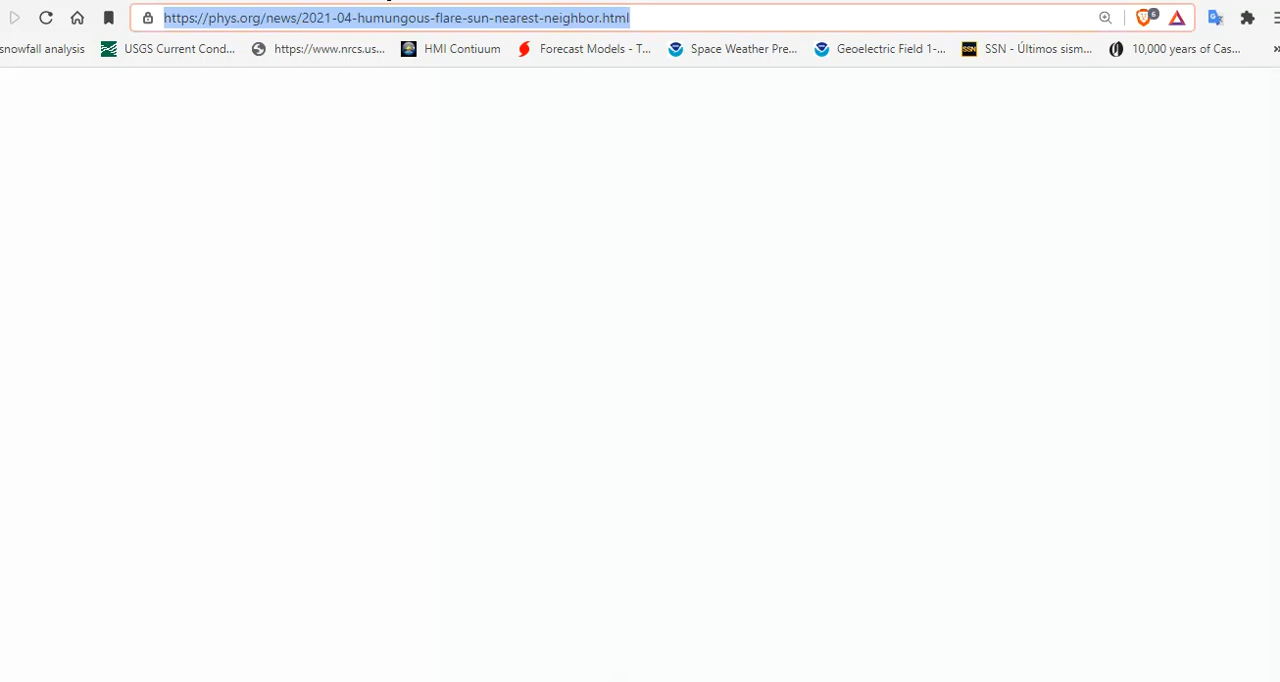 https://phys.org/news/2021-04-humungous-flare-sun-nearest-neighbor.html
6
snowfall analysis USGS Current Cond... https://www.nrcs.us... HMI Contiuum Forecast Models - T... Space Weather Pre... Geoelectric Field 1-... SSN SSN - Últimos sism... 10,000 years of Cas... »